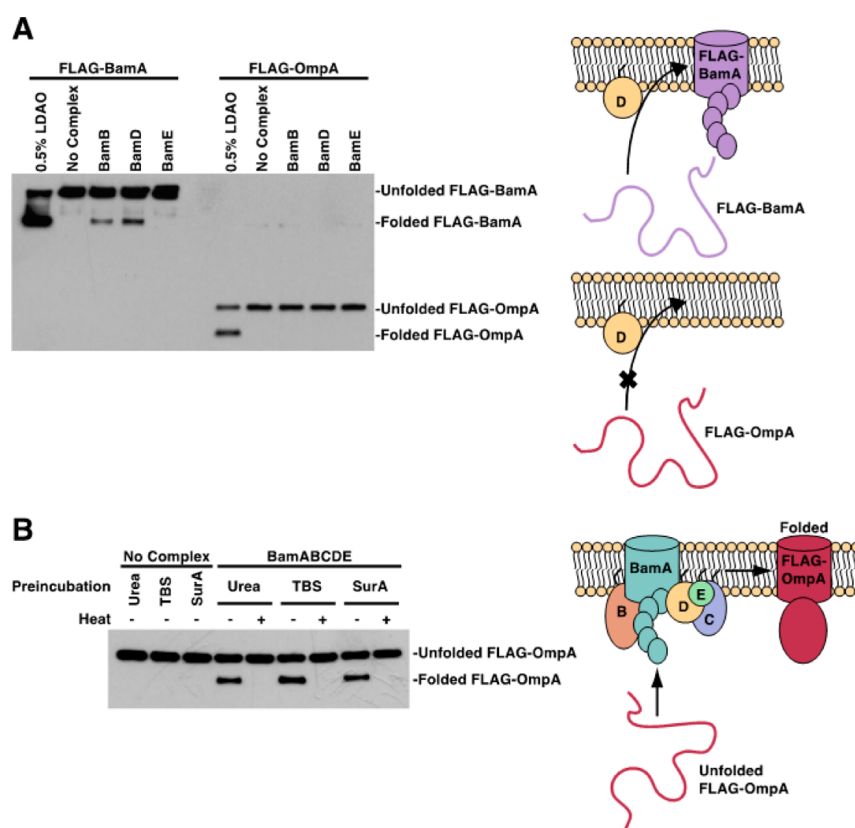 A
FLAG-BamA
FLAG-OmpA
0.5% LDAO
No Complex
BamB
BamD
BamE
0.5% LDAO
No Complex
BamB
BamD
BamE
-Unfolded FLAG-BamA
-Folded FLAG-BamA
-Unfolded FLAG-OmpA
-Folded FLAG-OmpA
FLAG-
BamA
D
FLAG-BamA
D
FLAG-OmpA
B
No Complex
BamABCDE
Preincubation
Urea
TBS
SurA
Urea
TBS
SurA
Heat
- - - - + - + - +
-Unfolded FLAG-OmpA
-Folded FLAG-OmpA
Folded
BamA
FLAG-
OmpA
B
D
E
C
Unfolded
FLAG-OmpA